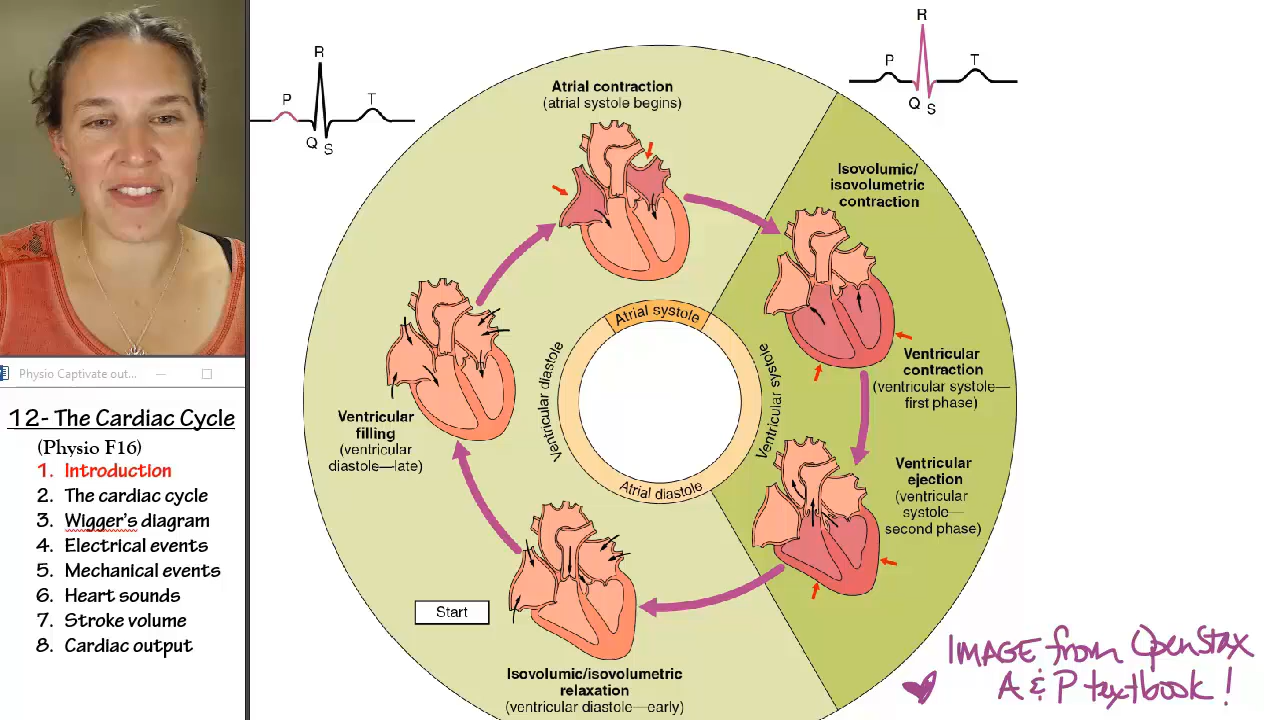 Physio Captivate out...
12- The Cardiac Cycle
(Physio F16)
1. Introduction
2. The cardiac cycle
3. Wigger's diagram
4. Electrical events
5. Mechanical events
6. Heart sounds
7. Stroke volume
8. Cardiac output
R
P
T
Q
S
R
P
T
Q
S
Atrial contraction
(atrial systole begins)
Isovolumic/
isovolumetric
contraction
Ventricular
contraction
(ventricular systole—
first phase)
Ventricular
ejection
(ventricular
systole—
second phase)
Isovolumic/isovolumetric
relaxation
(ventricular diastole—early)
Start
Ventricular
filling
(ventricular
diastole—late)
Atrial systole
Ventricular diastole
Ventricular systole
Atrial diastole
IMAGE from OpenStax
A & P textbook!